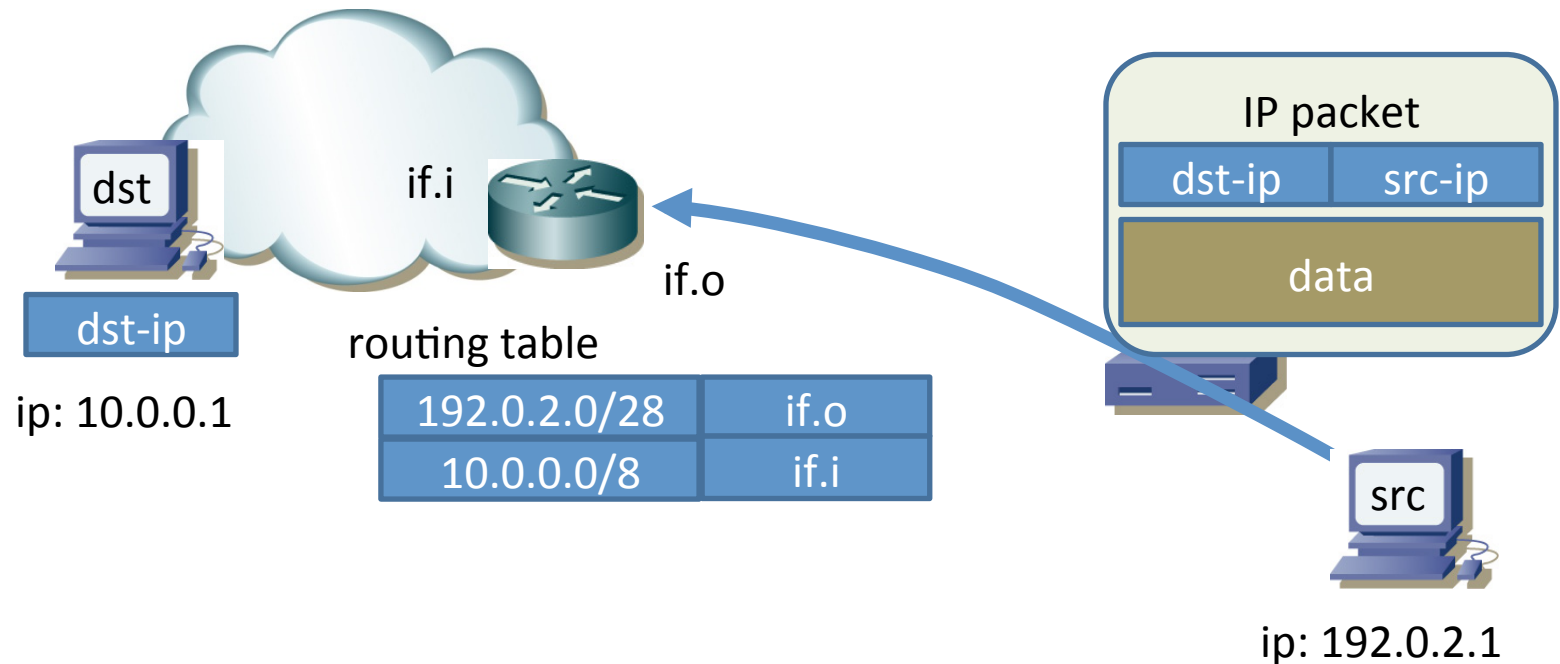 IP packet
dst-ip src-ip
data
dst
if.i
if.o
dst-ip
ip: 10.0.0.1
routing table
192.0.2.0/28 if.o
10.0.0.0/8 if.i
src
ip: 192.0.2.1